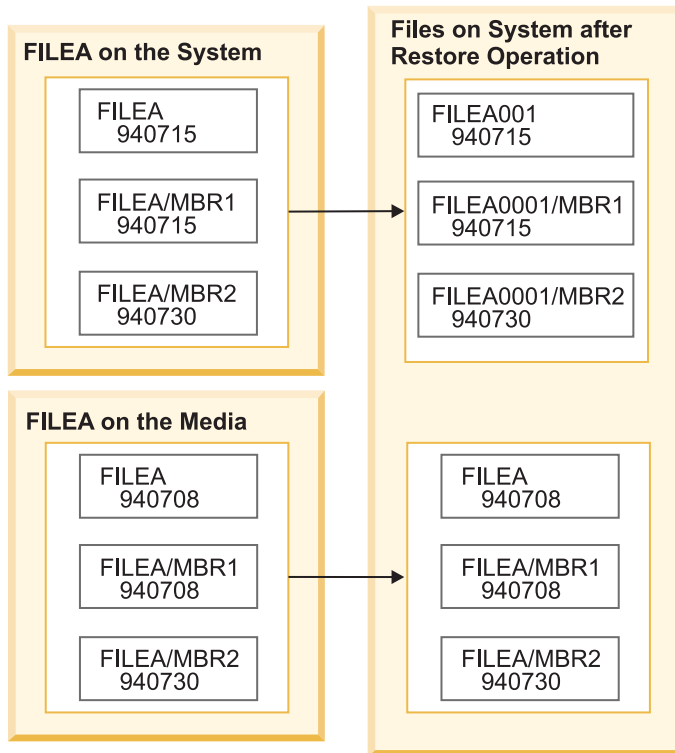 FILEA on the System
FILEA
940715
FILEA/MBR1
940715
FILEA/MBR2
940730
Files on System after
Restore Operation
FILEA001
940715
FILEA0001/MBR1
940715
FILEA0001/MBR2
940730
FILEA on the Media
FILEA
940708
FILEA/MBR1
940708
FILEA/MBR2
940730
FILEA
940708
FILEA/MBR1
940708
FILEA/MBR2
940730